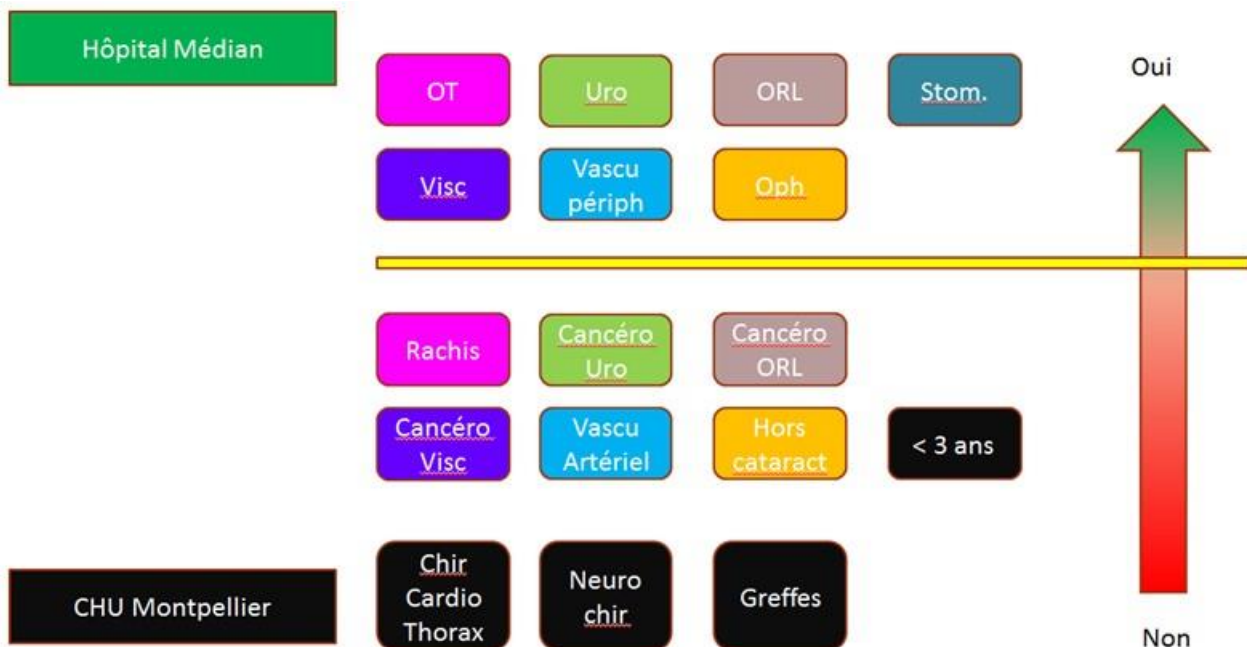 Hôpital Médian
Oui
OT
Uro
ORL
Stom.
Visc
Vascu
périph
Oph
Rachis
Cancéro
Uro
Cancéro
ORL
Cancéro
Visc
Vascu
Artériel
Hors
cataract
< 3 ans
CHU Montpellier
Chir
Cardio
Thorax
Neuro
chir
Greffes
Non